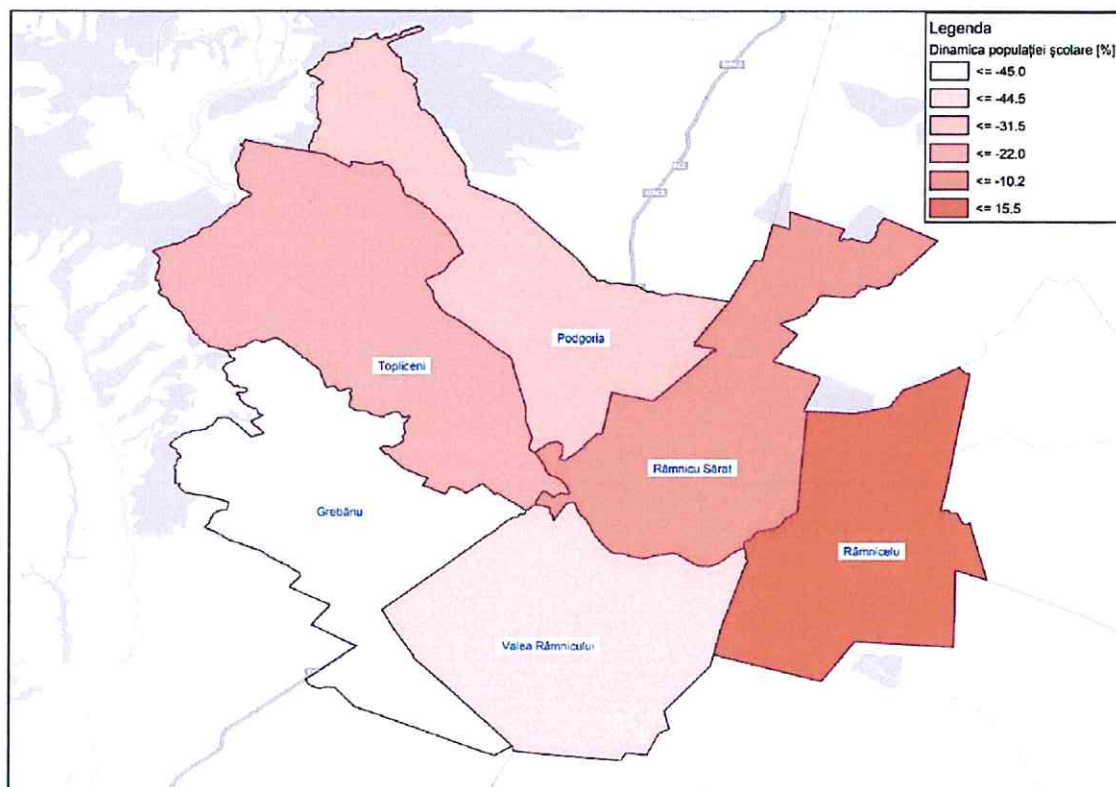 Legenda
Dinamica populației școlare [%]
<= -45.0
<= -44.5
<= -31.5
<= -22.0
<= -10.2
<= 15.5
Podgoria
Topliceni
Râmnicu Sărat
Grebănu
Râmnicelu
Valea Râmnicului